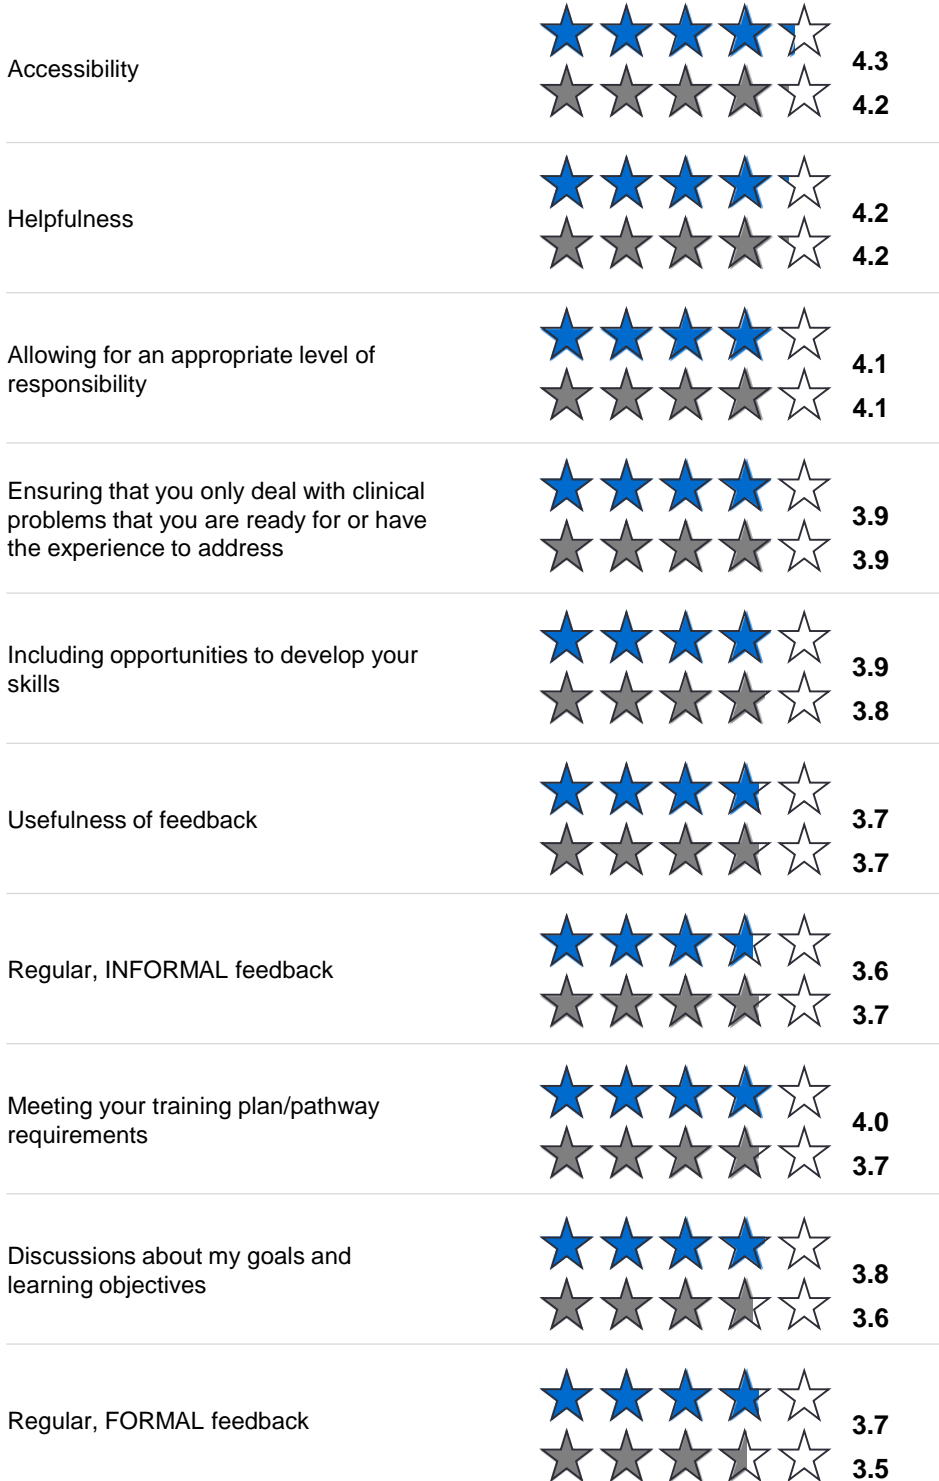 Accessibility
4.3
4.2
Helpfulness
4.2
4.2
Allowing for an appropriate level of
responsibility
4.1
4.1
Ensuring that you only deal with clinical
problems that you are ready for or have
the experience to address
3.9
3.9
Including opportunities to develop your
skills
3.9
3.8
Usefulness of feedback
3.7
3.7
Regular, INFORMAL feedback
3.6
3.7
Meeting your training plan/pathway
requirements
4.0
3.7
Discussions about my goals and
learning objectives
3.8
3.6
Regular, FORMAL feedback
3.7
3.5